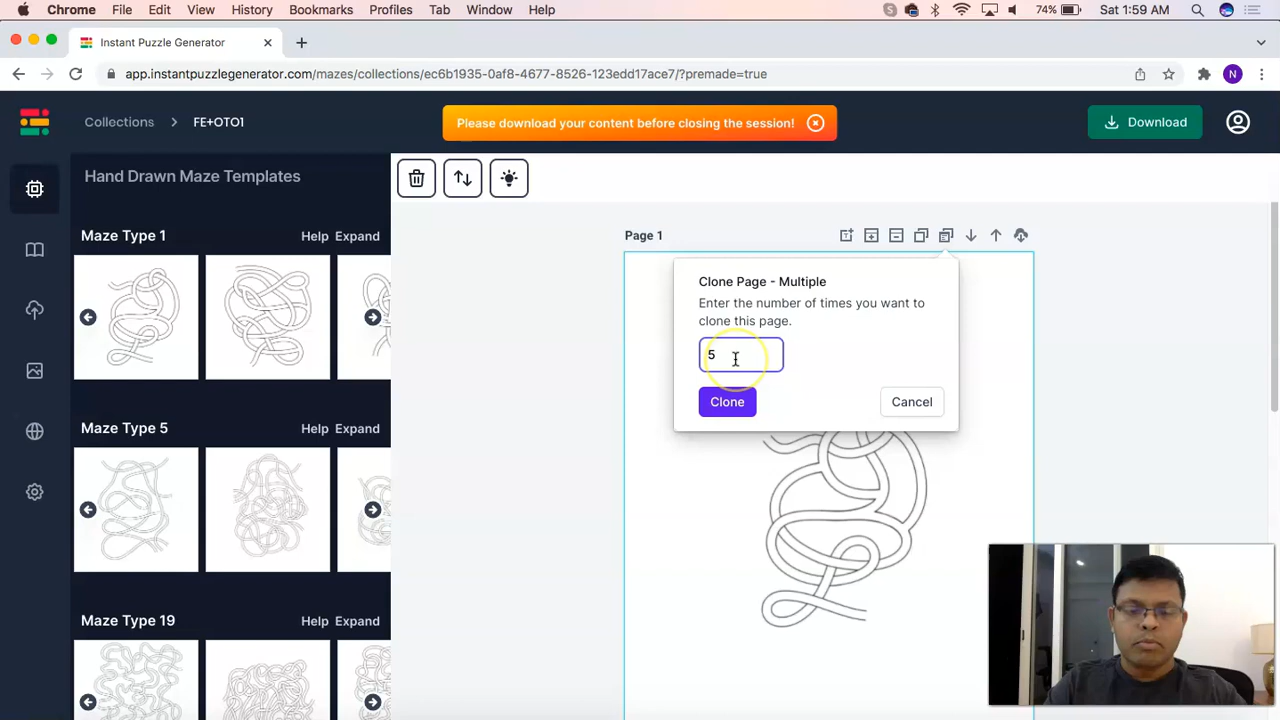 Chrome File Edit View History Bookmarks Profiles Tab Window Help 74% Sat 1:59 AM
Instant Puzzle Generator
app.instantpuzzlegenerator.com/mazes/collections/ec6b1935-0af8-4677-8526-123edd17ace7/?premade=true N
Collections > FE+OTO1 Please download your content before closing the session! Download
Hand Drawn Maze Templates
Maze Type 1 Help Expand
Page 1
Clone Page - Multiple
Enter the number of times you want to
clone this page.
5
Clone Cancel
Maze Type 5 Help Expand
Maze Type 19 Help Expand